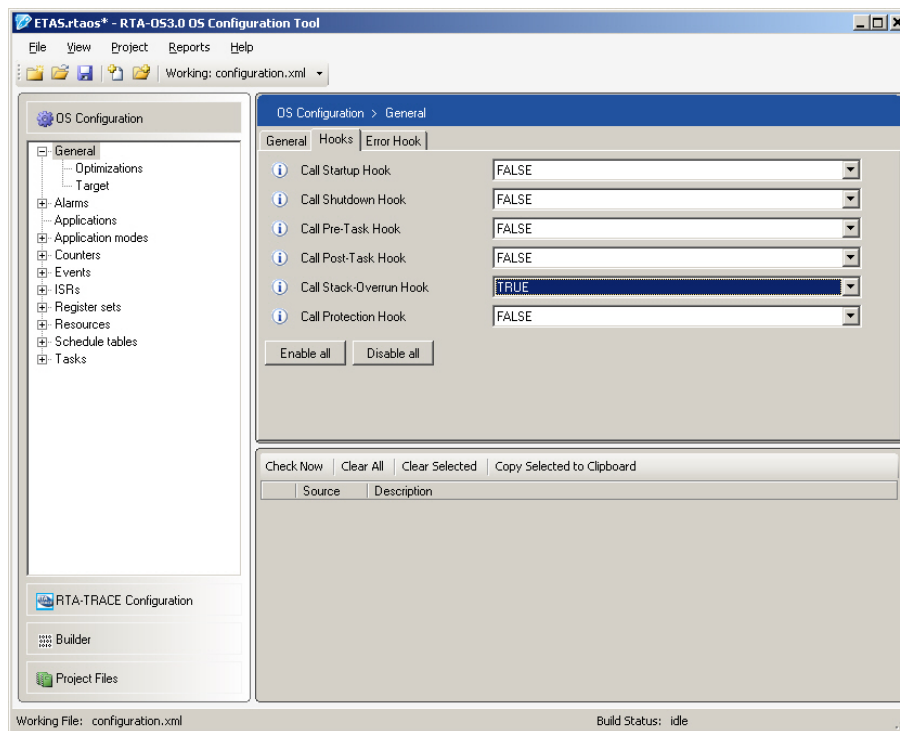 ETAS.rtaos* - RTA-OS3.0 OS Configuration Tool
File View Project Reports Help
Working: configuration.xml
OS Configuration
General
Optimizations
Target
Alarms
Applications
Application modes
Counters
Events
ISRs
Register sets
Resources
Schedule tables
Tasks
RTA-TRACE Configuration
Builder
Project Files
OS Configuration > General
General Hooks Error Hook
Call Startup Hook FALSE
Call Shutdown Hook FALSE
Call Pre-Task Hook FALSE
Call Post-Task Hook FALSE
Call Stack-Overrun Hook TRUE
Call Protection Hook FALSE
Enable all Disable all
Check Now Clear All Clear Selected Copy Selected to Clipboard
Source Description
Working File: configuration.xml Build Status: idle